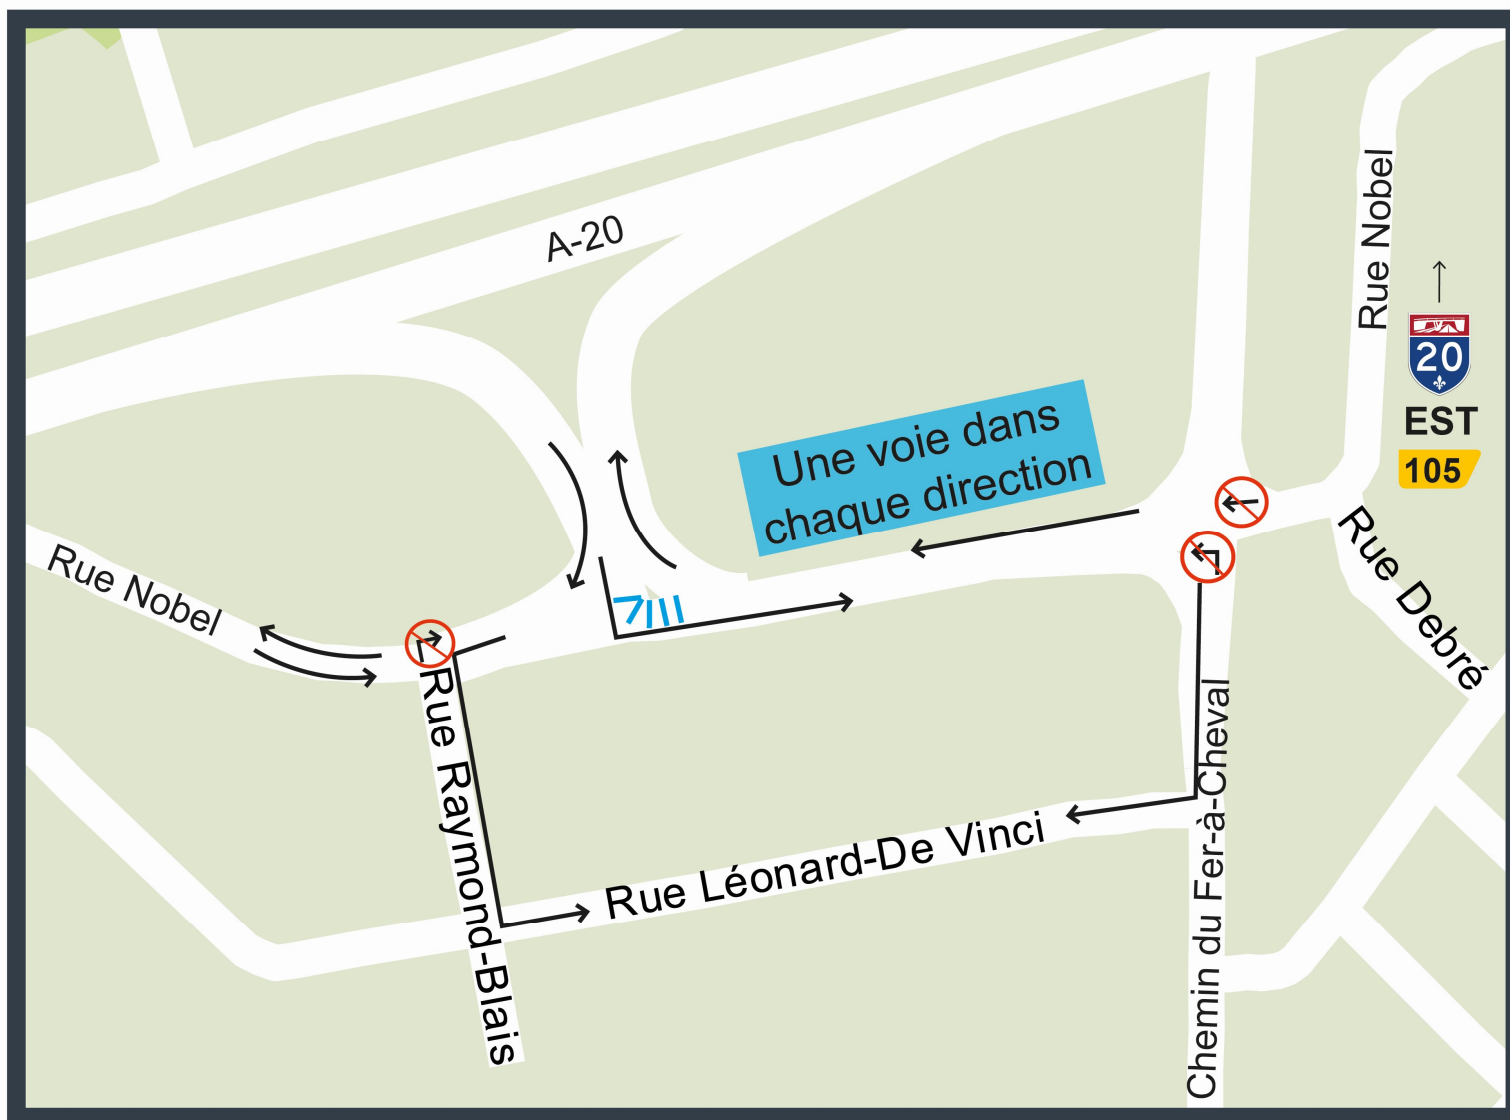 A-20
Rue Nobel
20
EST
105
Une voie dans
chaque direction
Rue Nobel
Rue Debré
Rue Raymond-Blais
Rue Léonard-De Vinci
Chemin du Fer-à-Cheval